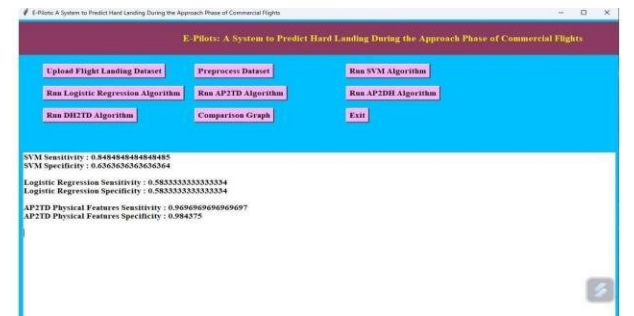 E-Pilots: A System to Predict Hard Landing During the Approach Phase of Commercial Flights
E-Pilots: A System to Predict Hard Landing During the Approach Phase of Commercial Flights
Upload Flight Landing Dataset Preprocess Dataset Run SVM Algorithm
Run Logistic Regression Algorithm Run AP2TD Algorithm Run AP2DH Algorithm
Run DH2TD Algorithm Comparison Graph Exit
SVM Sensitivity : 0.8484848484848485
SVM Specificity : 0.6363636363636364
Logistic Regression Sensitivity : 0.5833333333333334
Logistic Regression Specificity : 0.5833333333333334
AP2TD Physical Features Sensitivity : 0.9696969696969697
AP2TD Physical Features Specificity : 0.984375